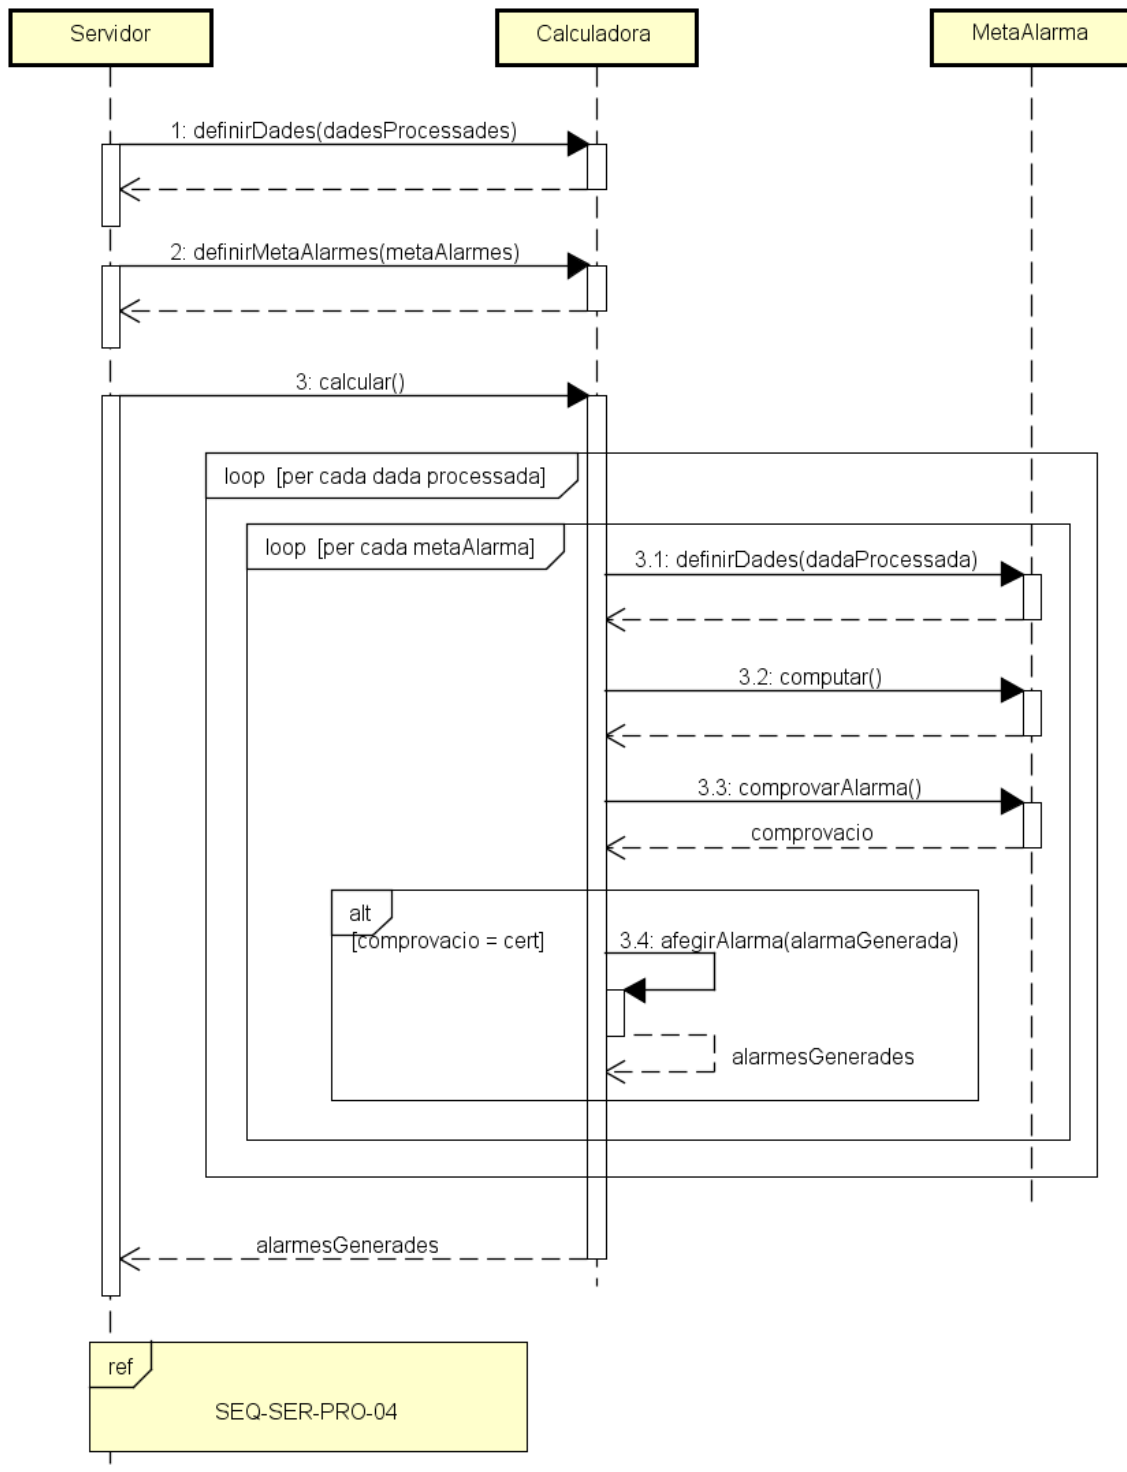 Servidor
Calculadora
MetaAlarma
1: definirDades(dadesProcessades)
2: definirMetaAlarmes(metaAlarmes)
3: calcular()
loop [per cada dada processada]
loop [per cada metaAlarma]
3.1: definirDades(dadaProcessada)
3.2: computar()
3.3: comprovarAlarma()
comprovacio
alt
[comprovacio = cert]
3.4: afegirAlarma(alarmaGenerada)
alarmesGenerades
alarmesGenerades
ref
SEQ-SER-PRO-04